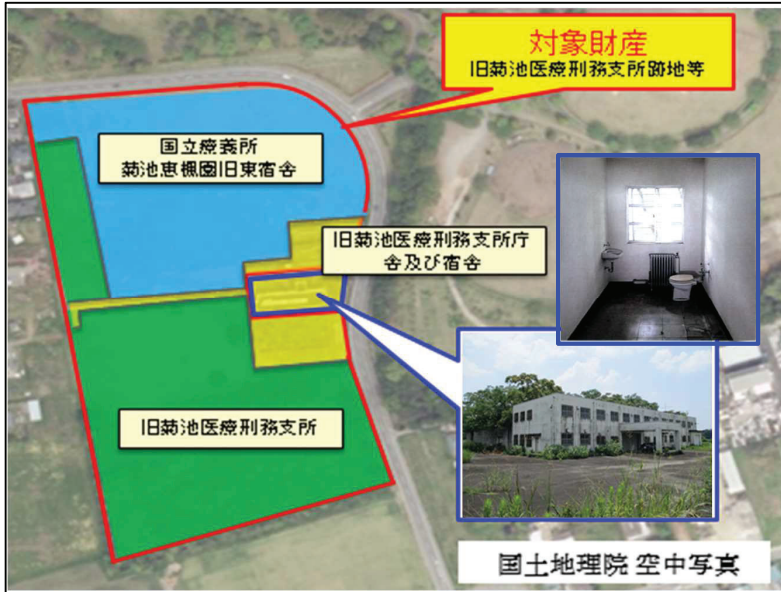 対象財産
旧菊池医療刑務支所跡地等
国立療養所
菊池恵楓園旧東宿舎
旧菊池医療刑務支所庁
舎及び宿舎
旧菊池医療刑務支所
国土地理院 空中写真